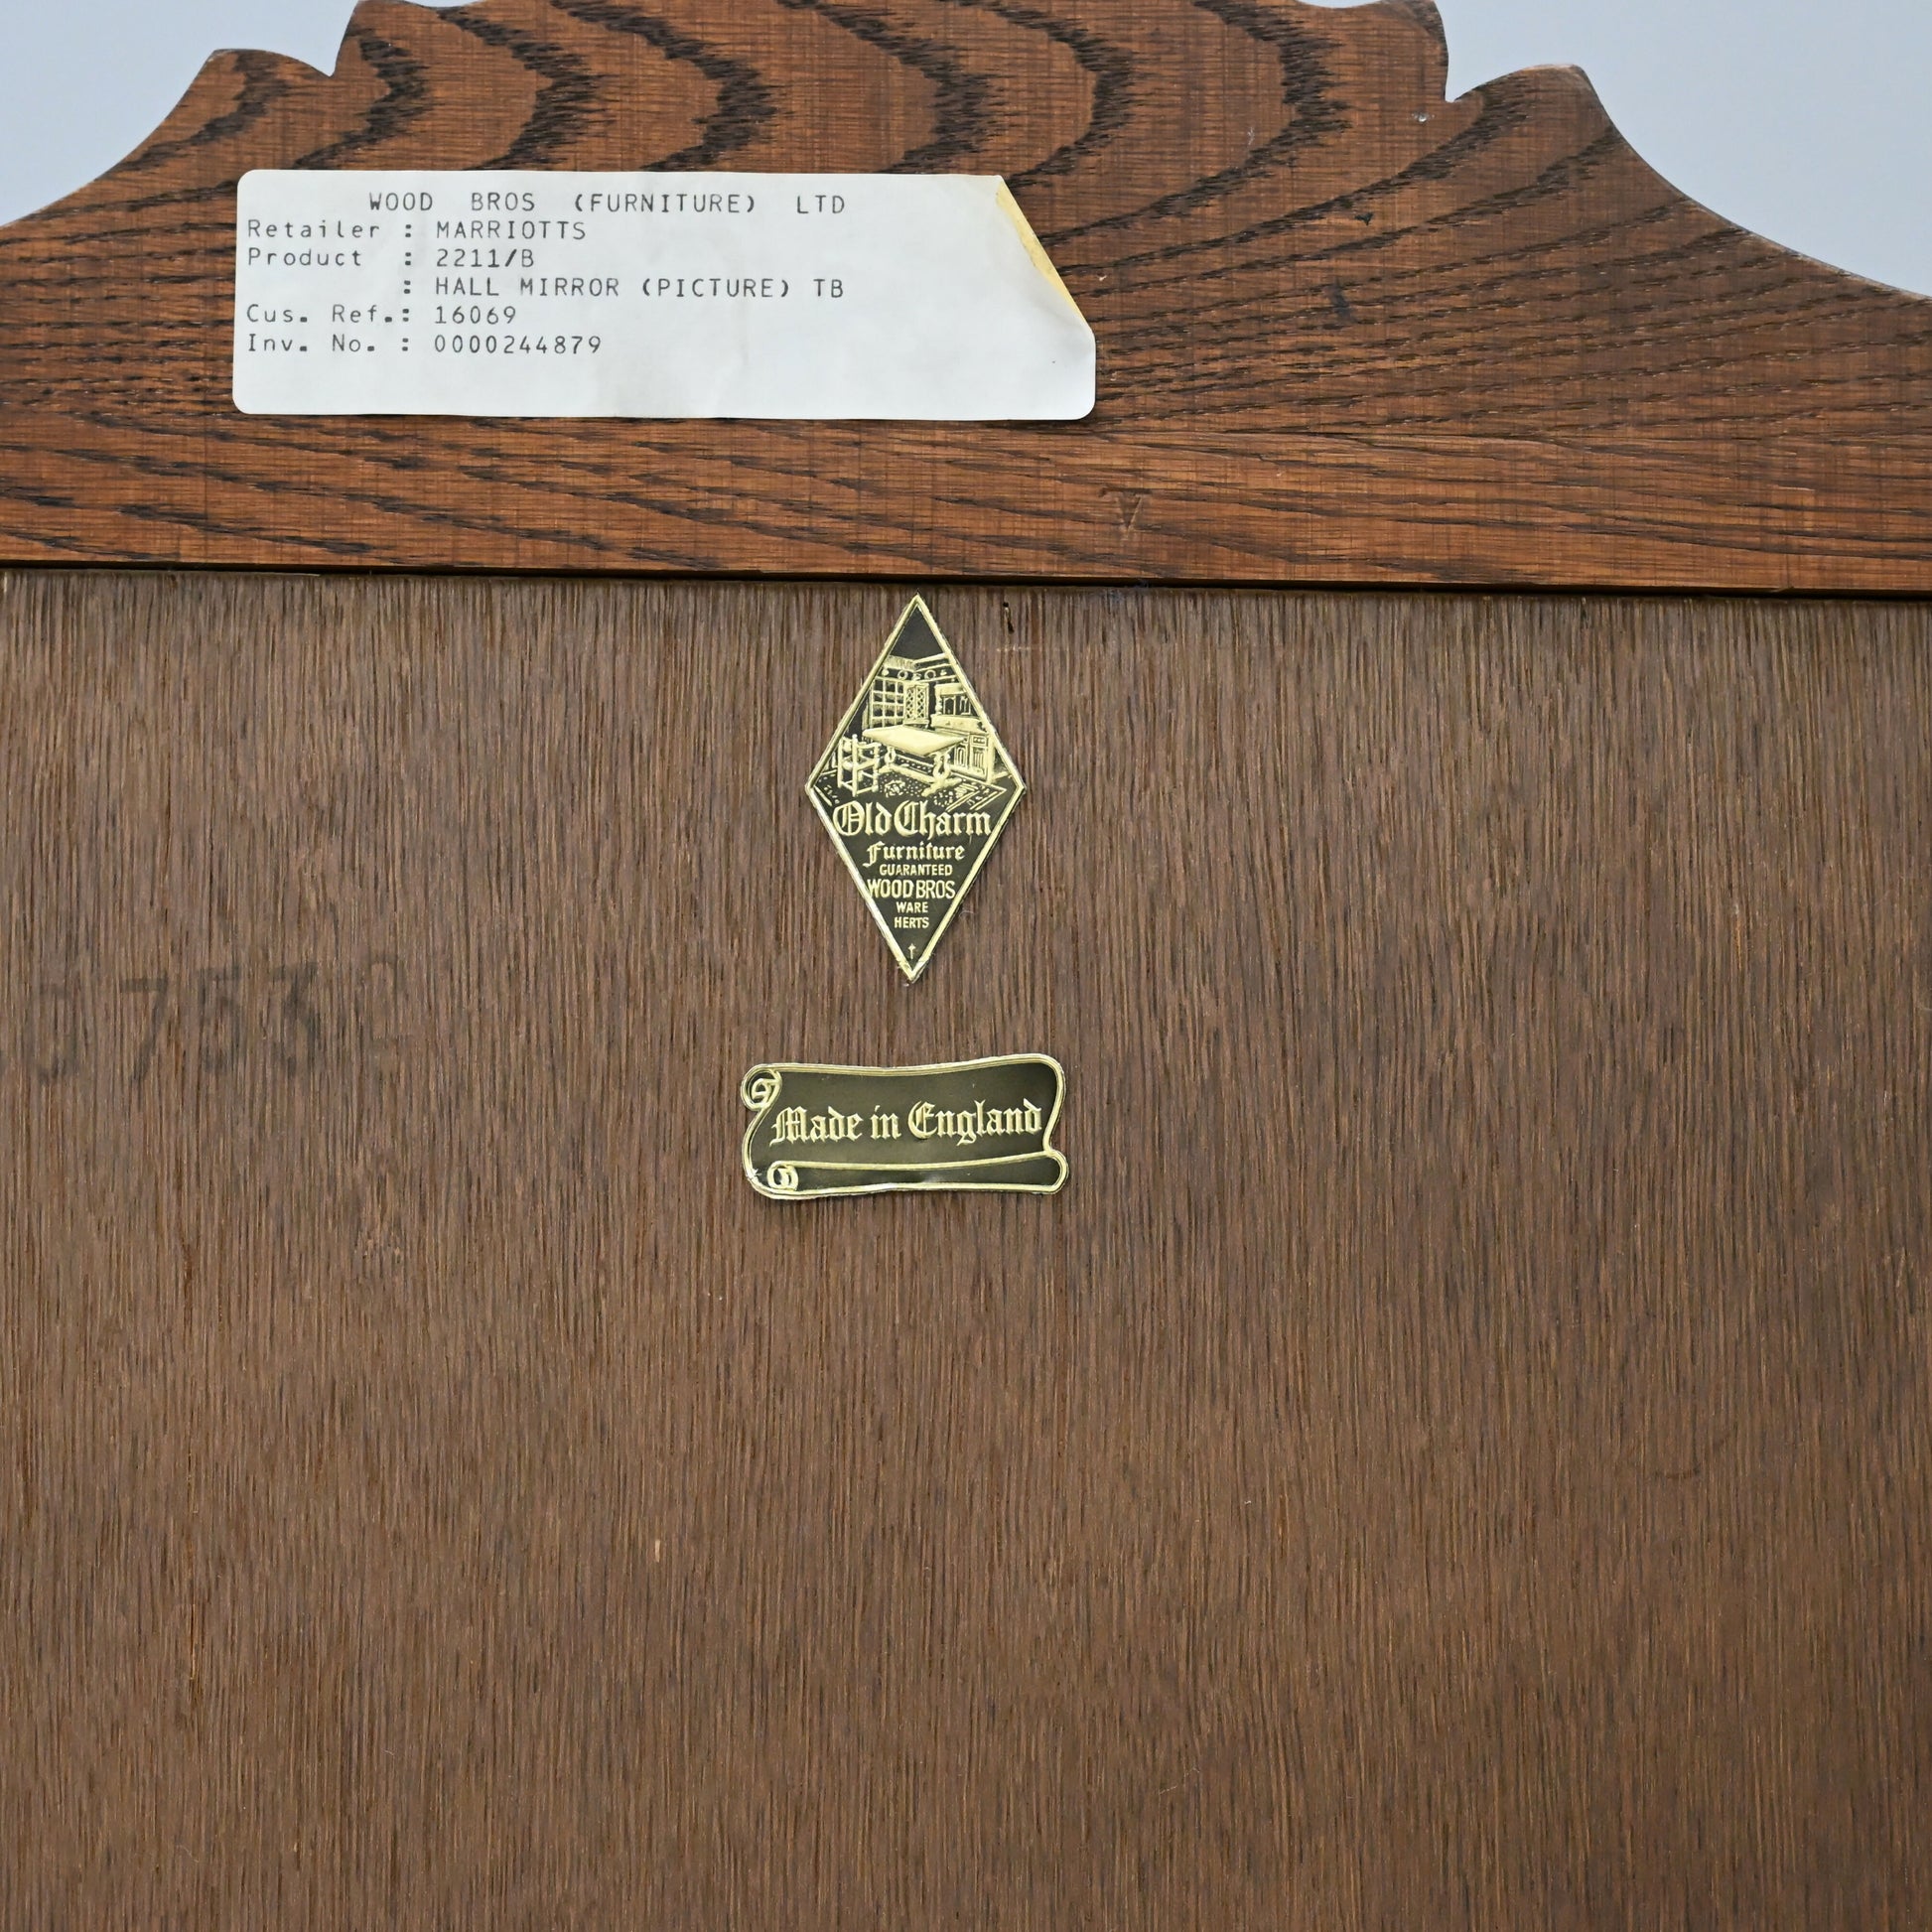 WOOD BROS (FURNITURE) LTD
Retailer : MARRIOTTS
Product : 2211/B
: HALL MIRROR (PICTURE) TB
Cus. Ref.: 16069
Inv. No. : 0000244879
Old Charm
Furniture
GUARANTEED
WOOD BROS
WARE
HERTS
Made in England